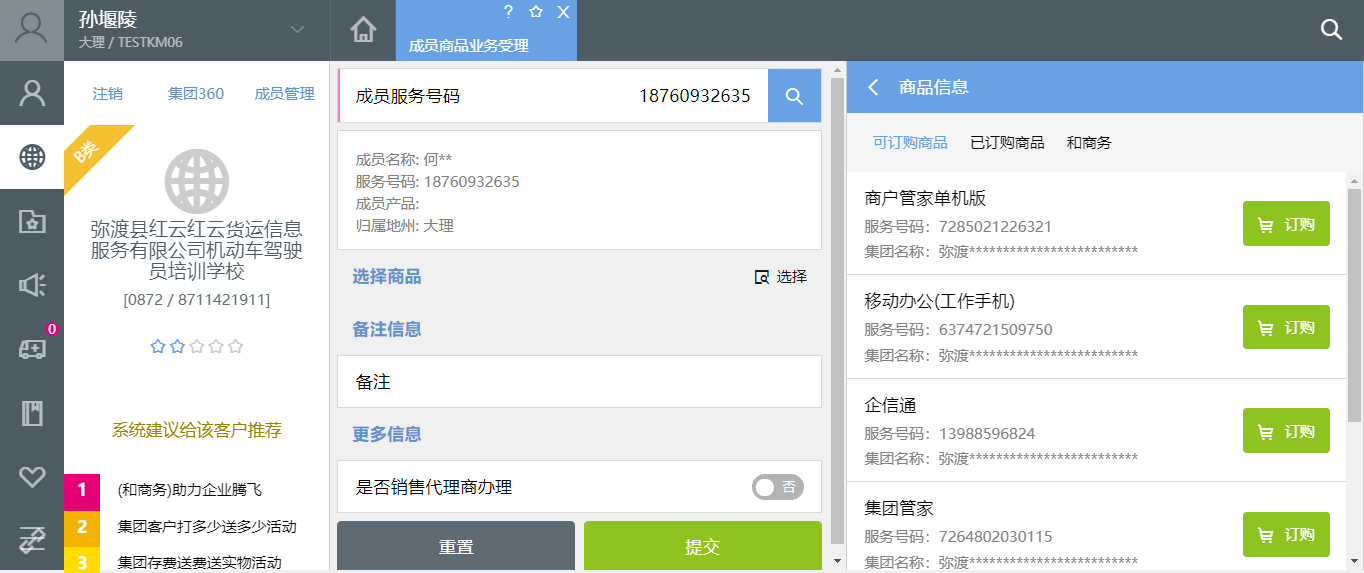 孙堰陵
大理 / TESTKM06
? X
成员商品业务受理
注销 集团360 成员管理
B类
弥渡县红云红云货运信息
服务有限公司机动车驾驶
员培训学校
[0872 / 8711421911]
0
系统建议给该客户推荐
1 (和商务)助力企业腾飞
2 集团客户打多少送多少活动
3 集团存费送费送实物活动
成员服务号码 18760932635
成员名称: 何**
服务号码: 18760932635
成员产品:
归属地州: 大理
选择商品 选择
备注信息
备注
更多信息
是否销售代理商办理 否
重置 提交
商品信息
可订购商品 已订购商品 和商务
商户管家单机版
服务号码：7285021226321
集团名称：弥渡*************************
订购
移动办公(工作手机)
服务号码：6374721509750
集团名称：弥渡*************************
订购
企信通
服务号码：13988596824
集团名称：弥渡*************************
订购
集团管家
服务号码：7264802030115
集团名称：弥渡*************************
订购